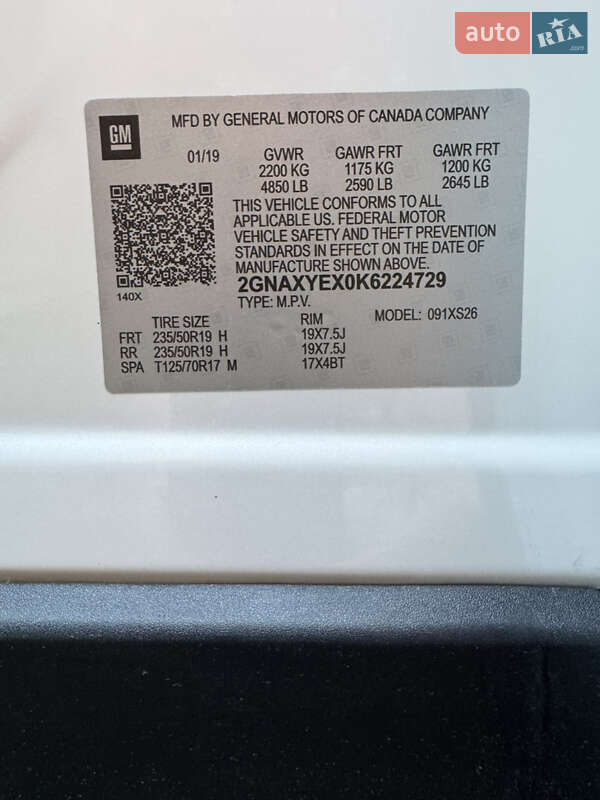 auto RIA .com
GM
MFD BY GENERAL MOTORS OF CANADA COMPANY
01/19 GVWR GAWR FRT GAWR FRT
2200 KG 1175 KG 1200 KG
4850 LB 2590 LB 2645 LB
THIS VEHICLE CONFORMS TO ALL
APPLICABLE US. FEDERAL MOTOR
VEHICLE SAFETY AND THEFT PREVENTION
STANDARDS IN EFFECT ON THE DATE OF
MANUFACTURE SHOWN ABOVE.
140X
2GNAXYEX0K6224729
TYPE: M.P.V. MODEL: 091XS26
TIRE SIZE RIM
FRT 235/50R19 H 19X7.5J
RR 235/50R19 H 19X7.5J
SPA T125/70R17 M 17X4BT